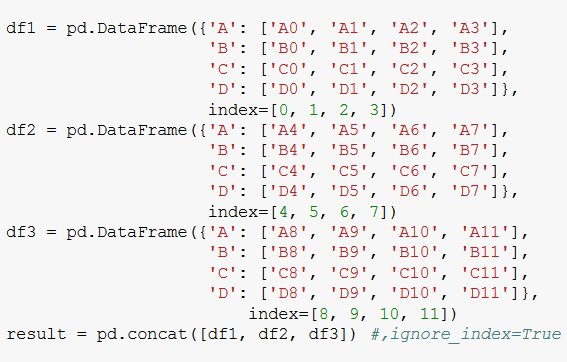 df1 = pd.DataFrame({'A': ['A0', 'A1', 'A2', 'A3'],
                    'B': ['B0', 'B1', 'B2', 'B3'],
                    'C': ['C0', 'C1', 'C2', 'C3'],
                    'D': ['D0', 'D1', 'D2', 'D3']},
                    index=[0, 1, 2, 3])
df2 = pd.DataFrame({'A': ['A4', 'A5', 'A6', 'A7'],
                    'B': ['B4', 'B5', 'B6', 'B7'],
                    'C': ['C4', 'C5', 'C6', 'C7'],
                    'D': ['D4', 'D5', 'D6', 'D7']},
                    index=[4, 5, 6, 7])
df3 = pd.DataFrame({'A': ['A8', 'A9', 'A10', 'A11'],
                    'B': ['B8', 'B9', 'B10', 'B11'],
                    'C': ['C8', 'C9', 'C10', 'C11'],
                    'D': ['D8', 'D9', 'D10', 'D11']},
                        index=[8, 9, 10, 11])
result = pd.concat([df1, df2, df3]) #,ignore_index=True